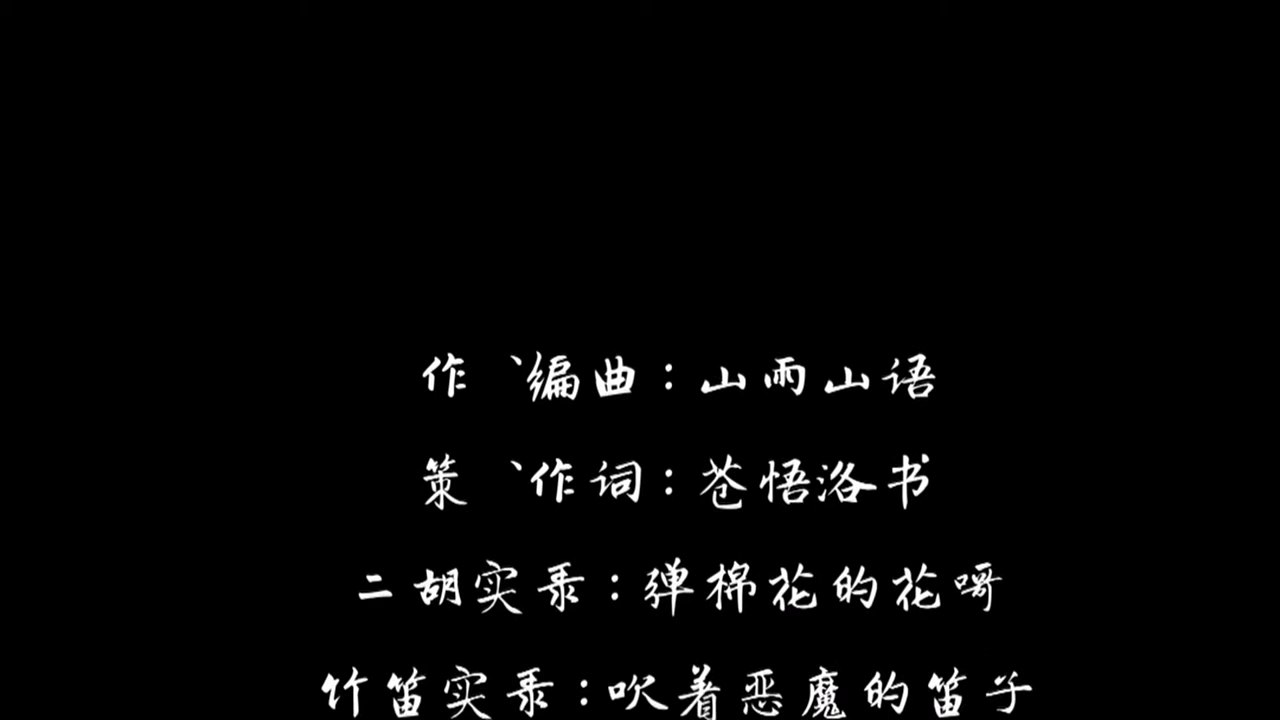 作、编曲：山雨山语
策、作词：苍悟洛书
二胡实录：弹棉花的花嘚
竹笛实录：吹着恶魔的笛子